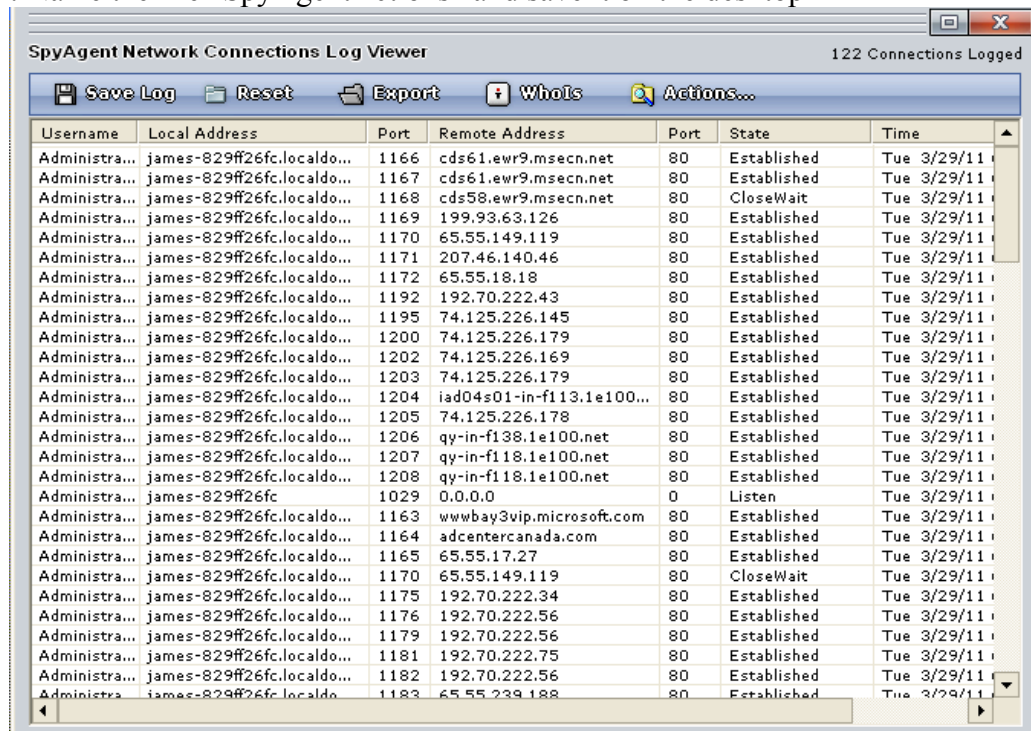 SpyAgent Network Connections Log Viewer 122 Connections Logged
Save Log Reset Export WhoIs Actions...
Username Local Address Port Remote Address Port State Time
Administra... james-829ff26fc.localdo... 1166 cds61.ewr9.msecn.net 80 Established Tue 3/29/11
Administra... james-829ff26fc.localdo... 1167 cds61.ewr9.msecn.net 80 Established Tue 3/29/11
Administra... james-829ff26fc.localdo... 1168 cds58.ewr9.msecn.net 80 CloseWait Tue 3/29/11
Administra... james-829ff26fc.localdo... 1169 199.93.63.126 80 Established Tue 3/29/11
Administra... james-829ff26fc.localdo... 1170 65.55.149.119 80 Established Tue 3/29/11
Administra... james-829ff26fc.localdo... 1171 207.46.140.46 80 Established Tue 3/29/11
Administra... james-829ff26fc.localdo... 1172 65.55.18.18 80 Established Tue 3/29/11
Administra... james-829ff26fc.localdo... 1192 192.70.222.43 80 Established Tue 3/29/11
Administra... james-829ff26fc.localdo... 1195 74.125.226.145 80 Established Tue 3/29/11
Administra... james-829ff26fc.localdo... 1200 74.125.226.179 80 Established Tue 3/29/11
Administra... james-829ff26fc.localdo... 1202 74.125.226.169 80 Established Tue 3/29/11
Administra... james-829ff26fc.localdo... 1203 74.125.226.179 80 Established Tue 3/29/11
Administra... james-829ff26fc.localdo... 1204 iad04s01-in-f113.1e100... 80 Established Tue 3/29/11
Administra... james-829ff26fc.localdo... 1205 74.125.226.178 80 Established Tue 3/29/11
Administra... james-829ff26fc.localdo... 1206 qy-in-f138.1e100.net 80 Established Tue 3/29/11
Administra... james-829ff26fc.localdo... 1207 qy-in-f118.1e100.net 80 Established Tue 3/29/11
Administra... james-829ff26fc.localdo... 1208 qy-in-f118.1e100.net 80 Established Tue 3/29/11
Administra... james-829ff26fc 1029 0.0.0.0 0 Listen Tue 3/29/11
Administra... james-829ff26fc.localdo... 1163 wwwbay3vip.microsoft.com 80 Established Tue 3/29/11
Administra... james-829ff26fc.localdo... 1164 adcentercanada.com 80 Established Tue 3/29/11
Administra... james-829ff26fc.localdo... 1165 65.55.17.27 80 Established Tue 3/29/11
Administra... james-829ff26fc.localdo... 1170 65.55.149.119 80 CloseWait Tue 3/29/11
Administra... james-829ff26fc.localdo... 1175 192.70.222.34 80 Established Tue 3/29/11
Administra... james-829ff26fc.localdo... 1176 192.70.222.56 80 Established Tue 3/29/11
Administra... james-829ff26fc.localdo... 1179 192.70.222.56 80 Established Tue 3/29/11
Administra... james-829ff26fc.localdo... 1181 192.70.222.75 80 Established Tue 3/29/11
Administra... james-829ff26fc.localdo... 1182 192.70.222.56 80 Established Tue 3/29/11
Administra... james-829ff26fc.localdo... 1183 65.55.239.188 80 Established Tue 3/29/11